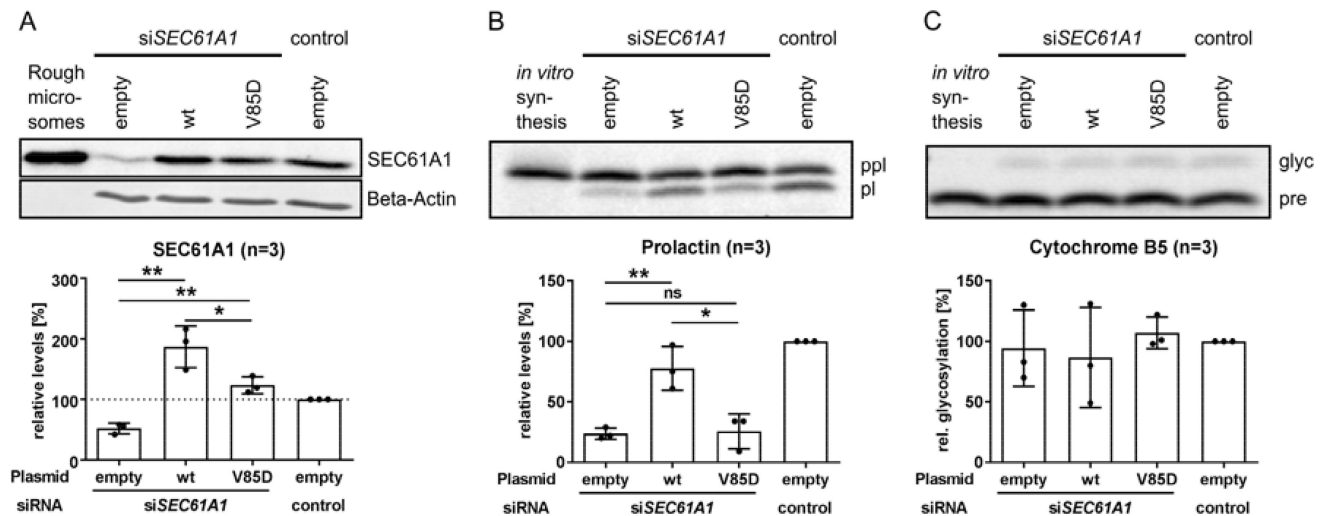 A
siSEC61A1 control
Rough
micro-
somes
empty
wt
V85D
empty
SEC61A1
Beta-Actin
SEC61A1 (n=3)
relative levels [%]
300
200
100
0
**
**
*
Plasmid empty wt V85D empty
siRNA siSEC61A1 control
B
siSEC61A1 control
in vitro
syn-
thesis
empty
wt
V85D
empty
ppl
pl
Prolactin (n=3)
relative levels [%]
150
100
50
0
**
ns
*
Plasmid empty wt V85D empty
siRNA siSEC61A1 control
C
siSEC61A1 control
in vitro
syn-
thesis
empty
wt
V85D
empty
glyc
pre
Cytochrome B5 (n=3)
rel. glycosylation [%]
150
100
50
0
Plasmid empty wt V85D empty
siRNA siSEC61A1 control